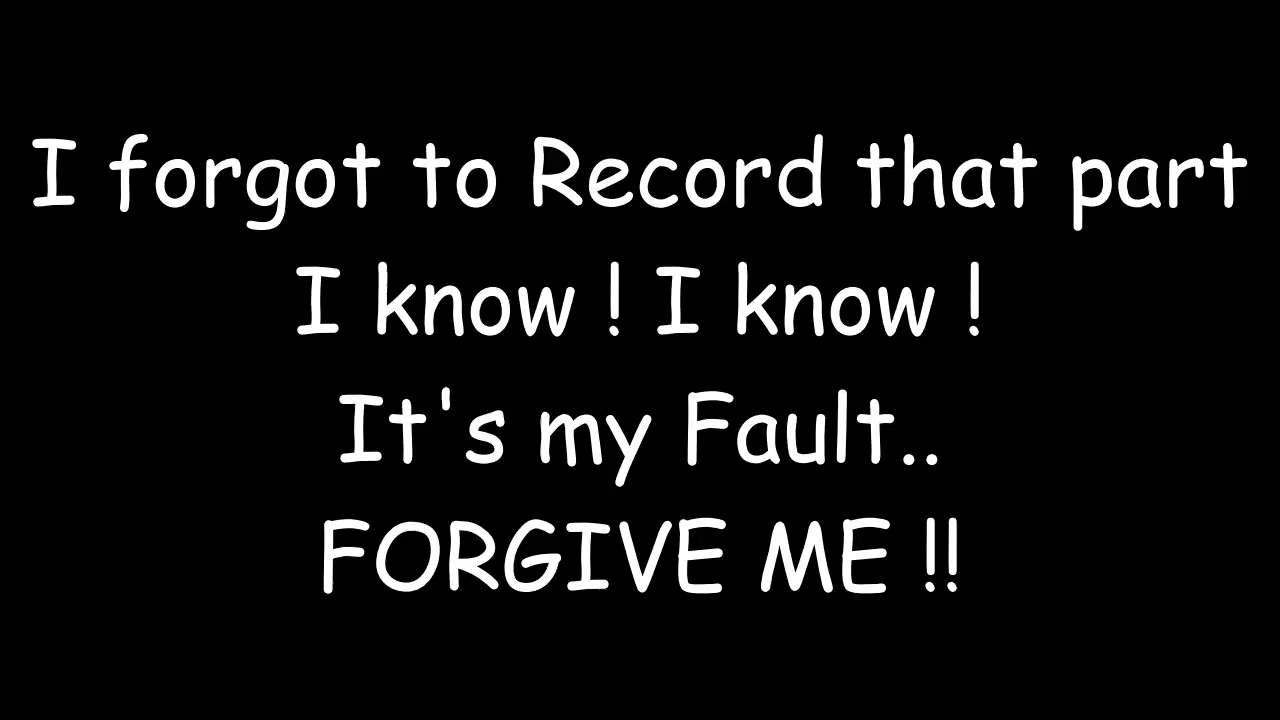 I forgot to Record that part
I know ! I know !
It's my Fault..
FORGIVE ME !!